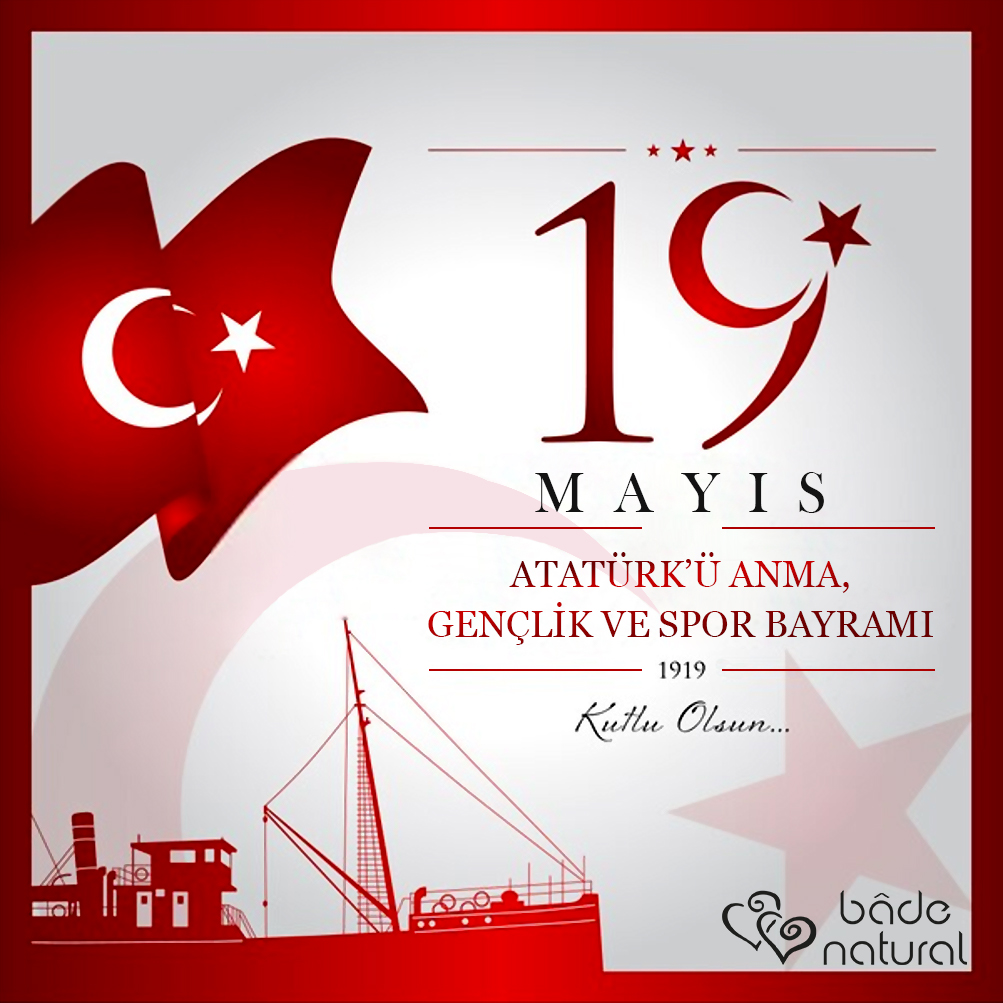 19
MAYIS
ATATÜRK'Ü ANMA,
GENÇLİK VE SPOR BAYRAMI
1919
Kutlu Olsun...
bâde
natural